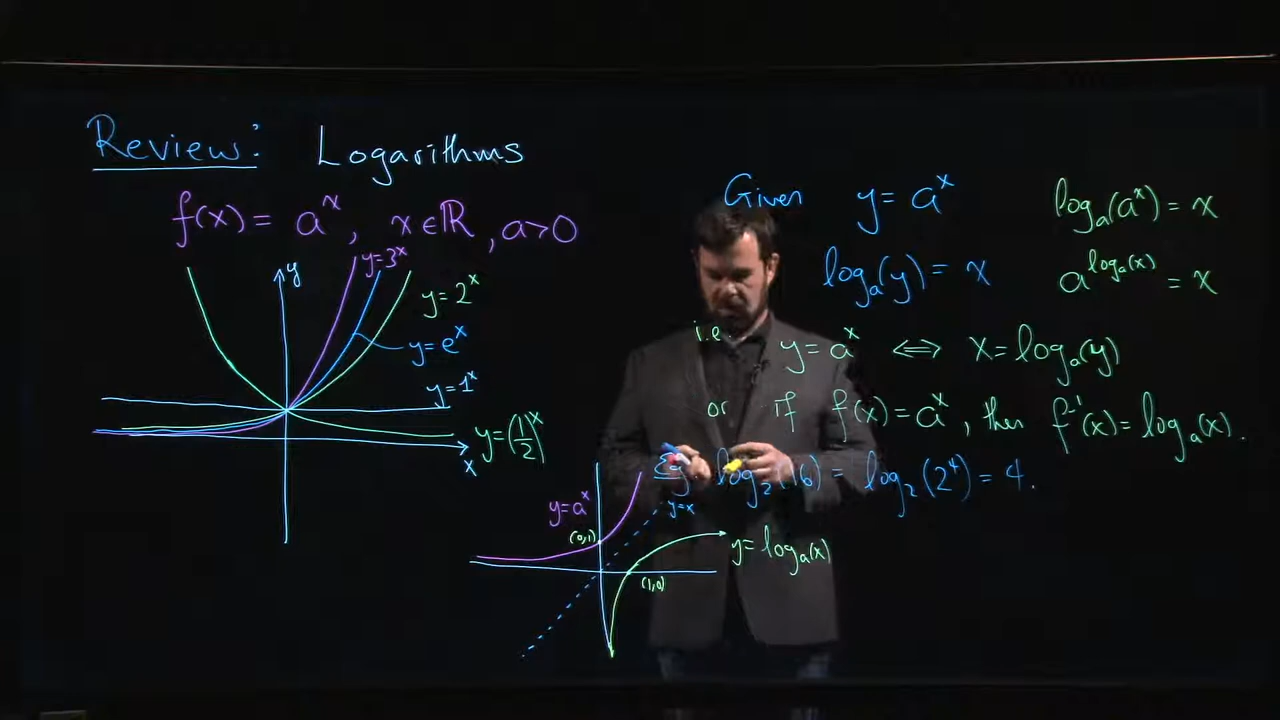 Review: Logarithms
f(x) = a^x, x ∈ ℝ, a>0
y
y=3^x
y=2^x
y=e^x
y=1^x
y=(1/2)^x
x
Given y=a^x
log_a(y) = x
log_a(a^x) = x
a^{log_a(x)} = x
i.e. y=a^x ⟺ x=log_a(y)
or if f(x)=a^x, then f^{-1}(x)=log_a(x).
Eg. log_2(16) = log_2(2^4) = 4.
y=a^x
y=x
(0,1)
y=log_a(x)
(1,0)